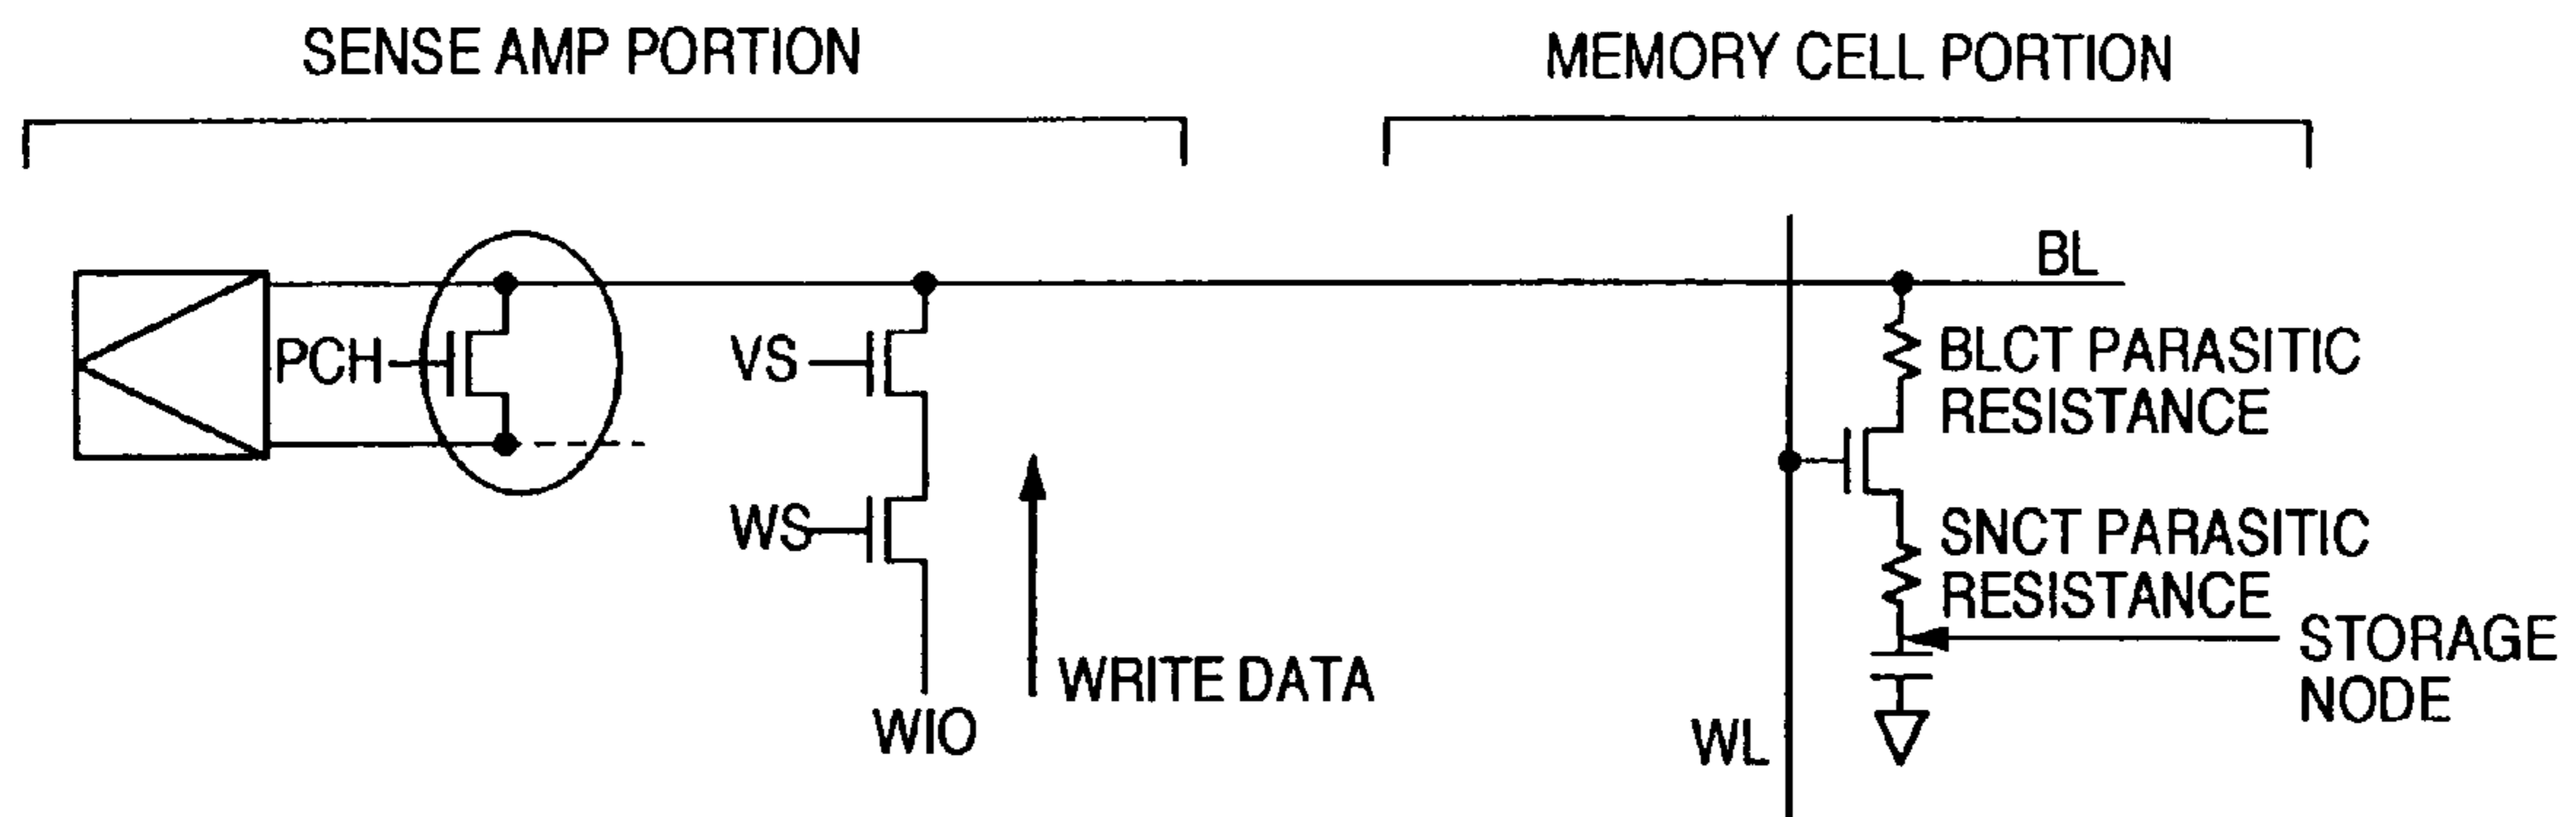 SENSE AMP PORTION
MEMORY CELL PORTION
BL
PCH
VS
BLCT PARASITIC
RESISTANCE
WS
SNCT PARASITIC
RESISTANCE
STORAGE
NODE
WRITE DATA
WIO
WL